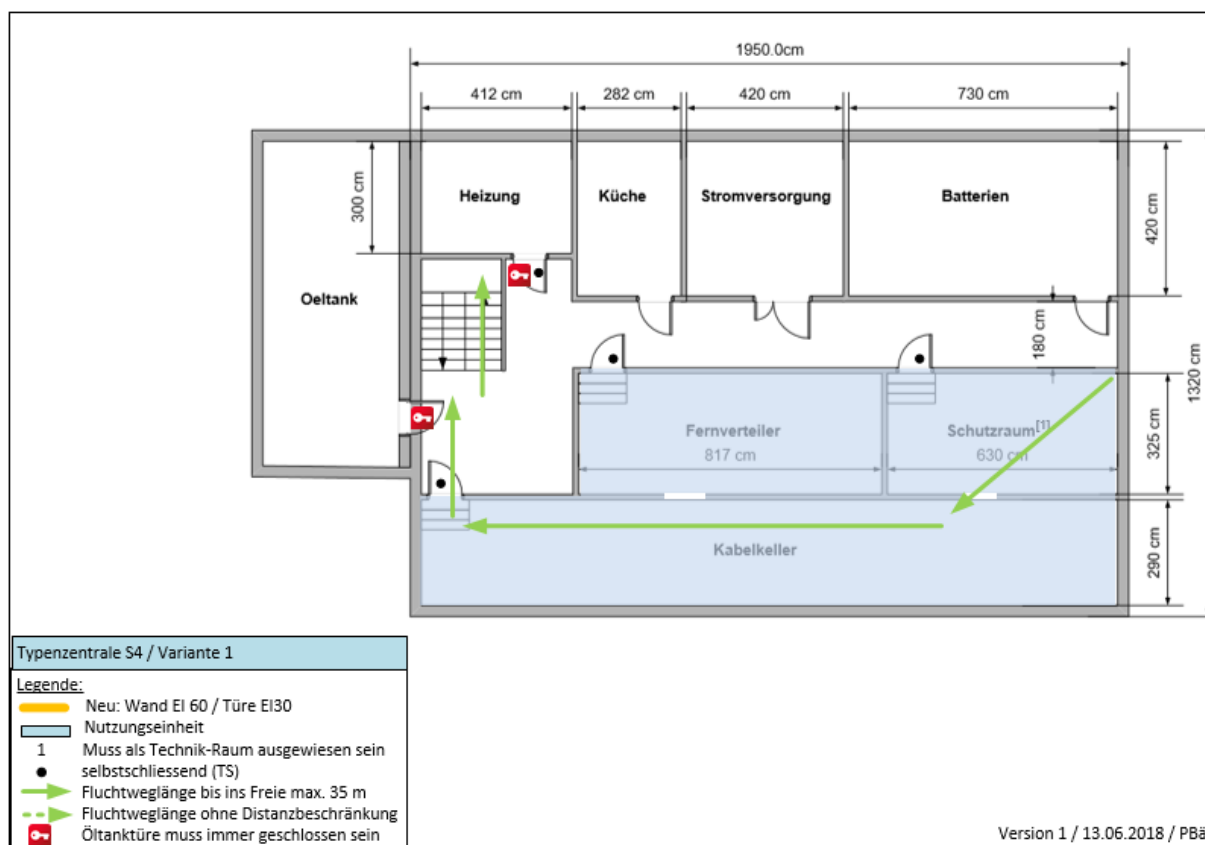 1950.0cm
412 cm
282 cm
420 cm
730 cm
300 cm
Heizung
Küche
Stromversorgung
Batterien
420 cm
Oeltank
180 cm
1320 cm
Fernverteiler
Schutzraum[1]
817 cm
630 cm
325 cm
Kabelkeller
290 cm
Typenzentrale S4 / Variante 1
Legende:
Neu: Wand EI 60 / Türe EI30
Nutzungseinheit
1 Muss als Technik-Raum ausgewiesen sein
selbstschliessend (TS)
Fluchtweglänge bis ins Freie max. 35 m
Fluchtweglänge ohne Distanzbeschränkung
Öltanktüre muss immer geschlossen sein
Version 1 / 13.06.2018 / PBä